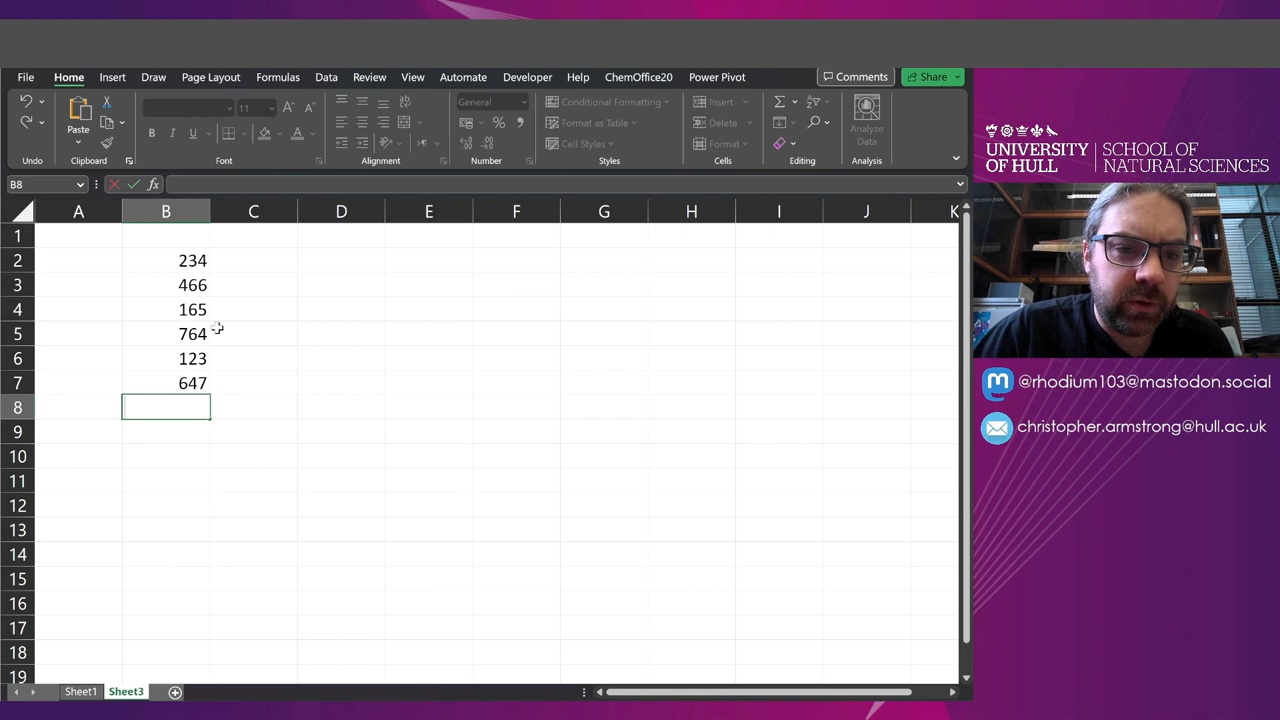 File Home Insert Draw Page Layout Formulas Data Review View Automate Developer Help ChemOffice20 Power Pivot Comments Share
11 General Conditional Formatting Insert
Paste Format as Table Delete Analyze
B I U A % Cell Styles Format Data
Undo Clipboard Font Alignment Number Styles Cells Editing Analysis
B8 fx
A B C D E F G H I J K
1
2 234
3 466
4 165
5 764
6 123
7 647
8
9
10
11
12
13
14
15
16
17
18
19
Sheet1 Sheet3
UNIVERSITY OF HULL
SCHOOL OF NATURAL SCIENCES
@rhodium103@mastodon.social
christopher.armstrong@hull.ac.uk